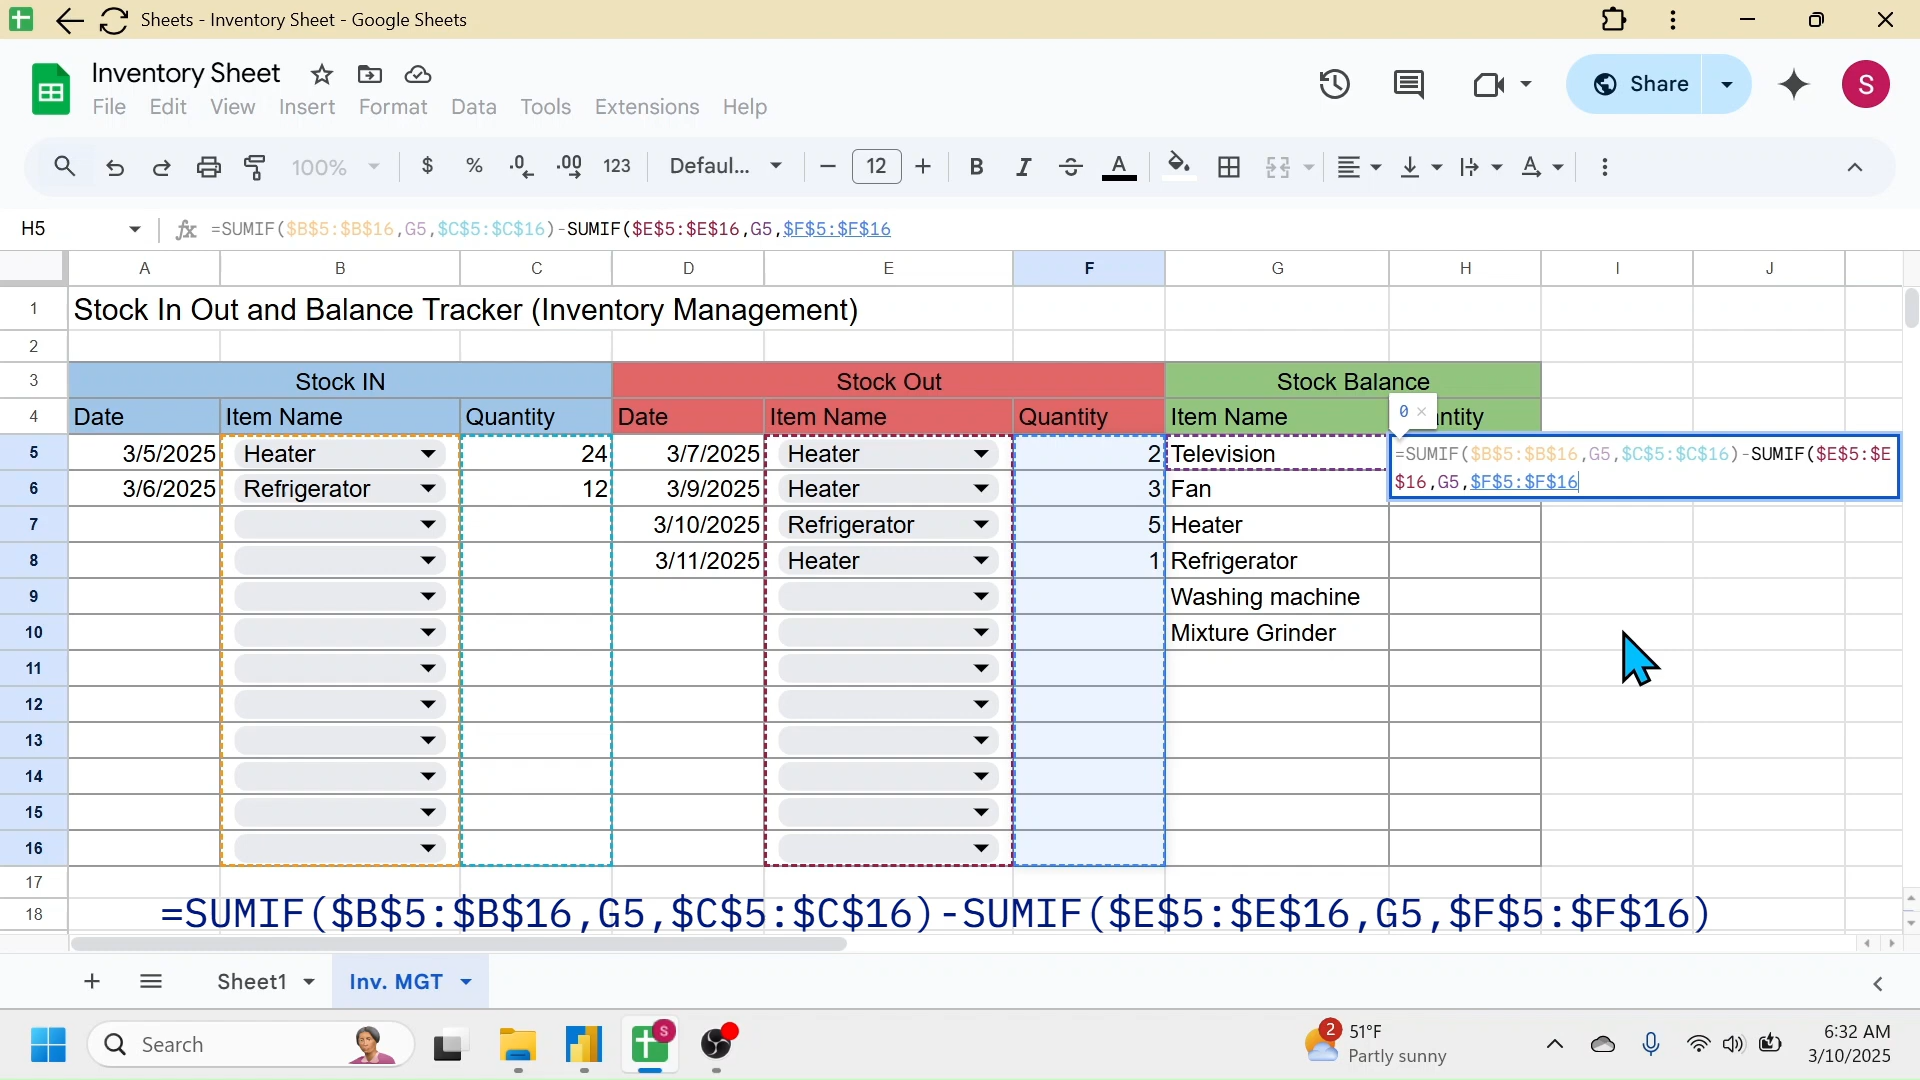 Sheets - Inventory Sheet - Google Sheets
Inventory Sheet
File Edit View Insert Format Data Tools Extensions Help
Share
S
100% $ % .0 .00 123 Defaul... 12 B I A
H5 fx =SUMIF($B$5:$B$16,G5,$C$5:$C$16)-SUMIF($E$5:$E$16,G5,$F$5:$F$16
A B C D E F G H I J
1 Stock In Out and Balance Tracker (Inventory Management)
2
3 Stock IN Stock Out Stock Balance
0 ×
4 Date Item Name Quantity Date Item Name Quantity Item Name ntity
5 3/5/2025 Heater 24 3/7/2025 Heater 2 Television =SUMIF($B$5:$B$16,G5,$C$5:$C$16)-SUMIF($E$5:$E
$16,G5,$F$5:$F$16
6 3/6/2025 Refrigerator 12 3/9/2025 Heater 3 Fan
7 3/10/2025 Refrigerator 5 Heater
8 3/11/2025 Heater 1 Refrigerator
9 Washing machine
10 Mixture Grinder
11
12
13
14
15
16
17
18
=SUMIF($B$5:$B$16,G5,$C$5:$C$16)-SUMIF($E$5:$E$16,G5,$F$5:$F$16)
Sheet1 Inv. MGT
Search
S
2
51°F
Partly sunny
6:32 AM
3/10/2025